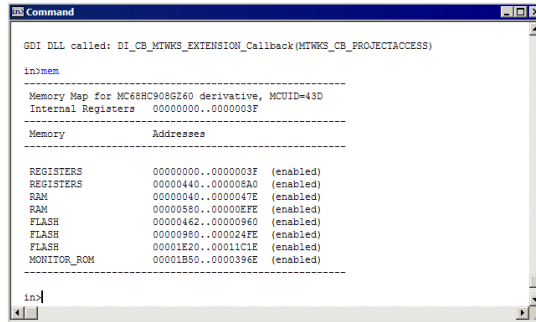 Command
GDI DLL called: DI_CB_MTWKS_EXTENSION_Callback(MTWKS_CB_PROJECTACCESS)
in>mem
--------------------------------------------------------
Memory Map for MC68HC908GZ60 derivative, MCUID=43D
Internal Registers 00000000..0000003F
--------------------------------------------------------
Memory Addresses
--------------------------------------------------------
REGISTERS 00000000..0000003F (enabled)
REGISTERS 00000440..000008A0 (enabled)
RAM 00000040..0000047E (enabled)
RAM 00000580..00000EFE (enabled)
FLASH 00000462..00000960 (enabled)
FLASH 00000980..000024FE (enabled)
FLASH 00001E20..00011C1E (enabled)
MONITOR_ROM 00001B50..0000396E (enabled)
--------------------------------------------------------
in>